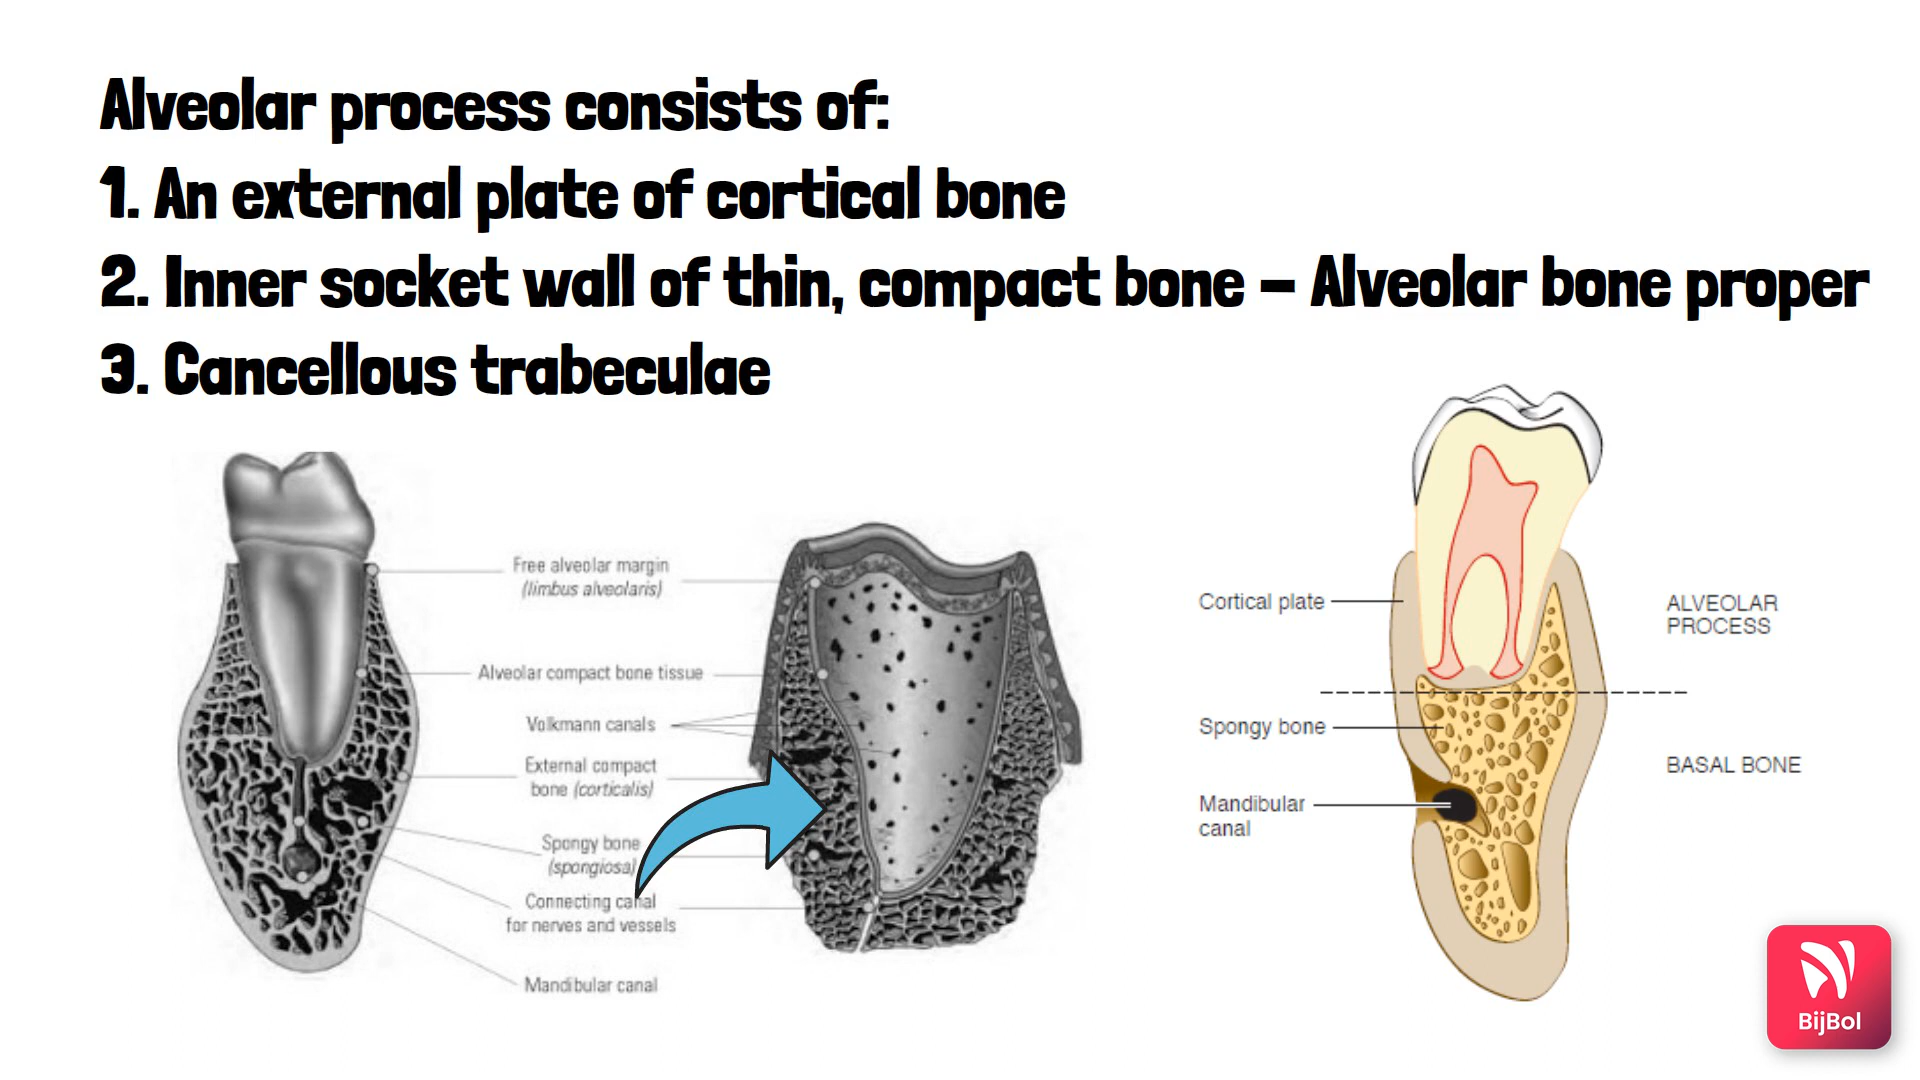 Alveolar process consists of:
1. An external plate of cortical bone
2. Inner socket wall of thin, compact bone – Alveolar bone proper
3. Cancellous trabeculae
Free alveolar margin
(limbus alveolaris)
Alveolar compact bone tissue
Volkmann canals
External compact
bone (corticalis)
Spongy bone
(spongiosa)
Connecting canal
for nerves and vessels
Mandibular canal
Cortical plate
ALVEOLAR
PROCESS
Spongy bone
BASAL BONE
Mandibular
canal
BijBol